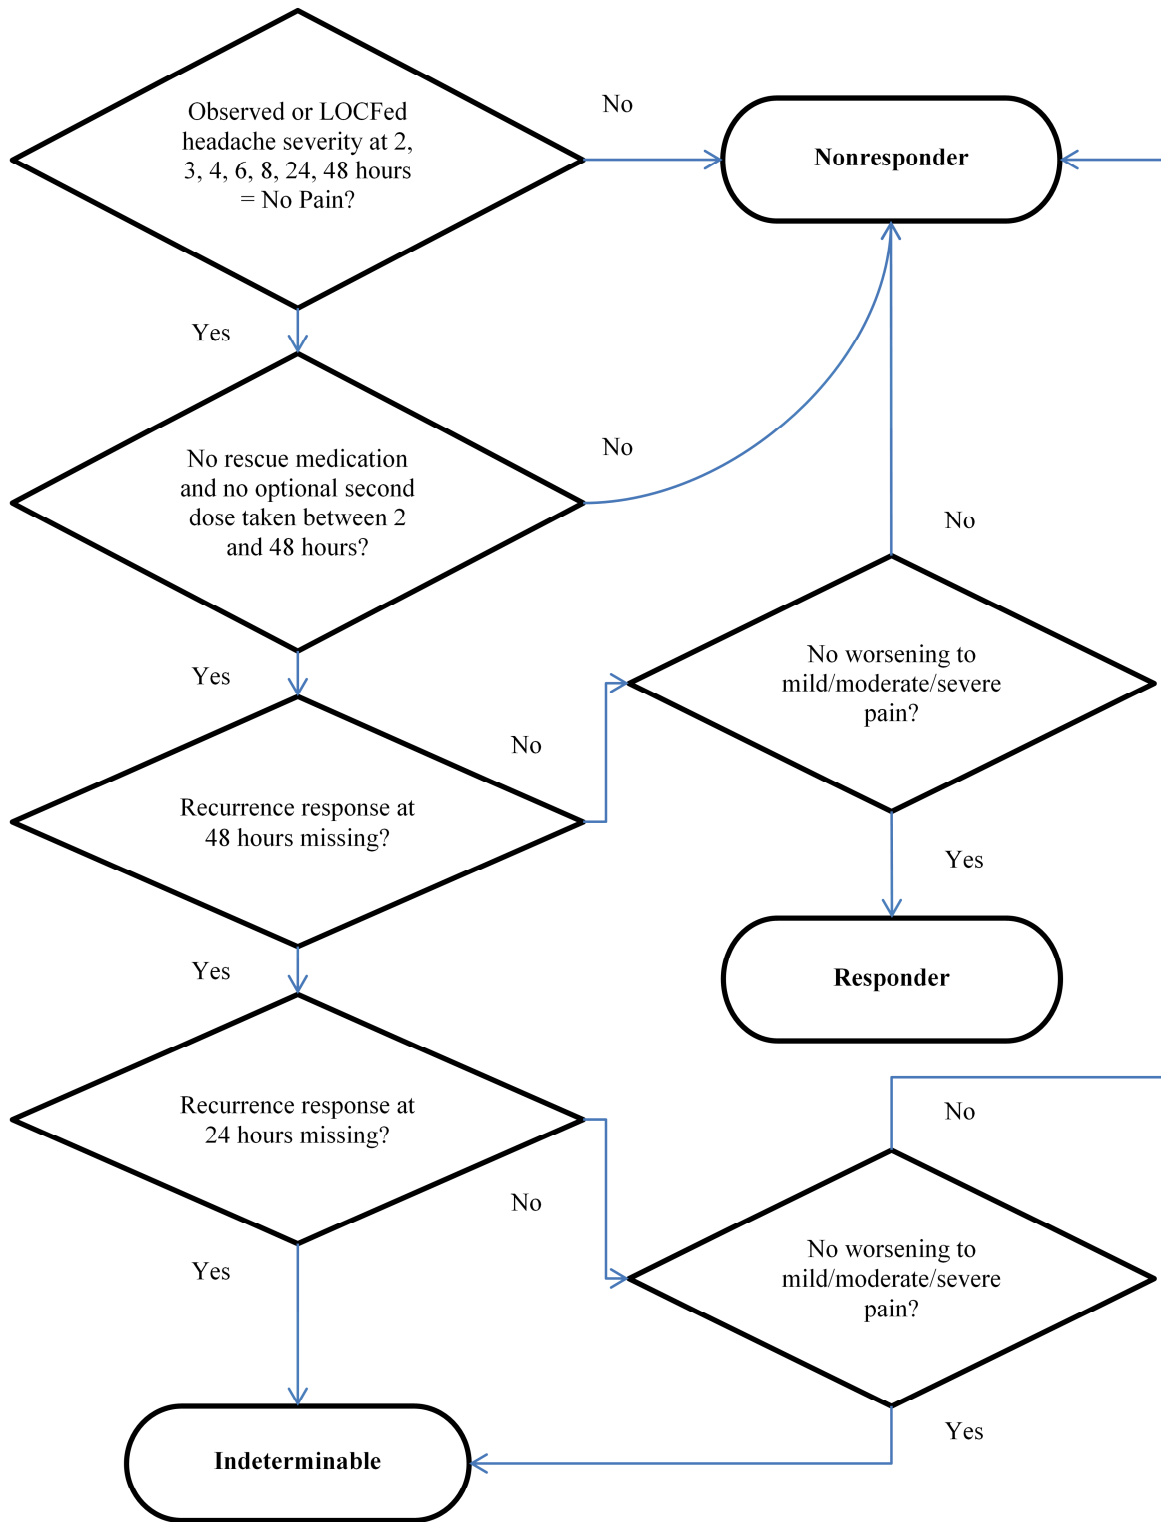 Observed or LOCFed
headache severity at 2,
3, 4, 6, 8, 24, 48 hours
= No Pain?
No
Nonresponder
Yes
No rescue medication
and no optional second
dose taken between 2
and 48 hours?
No
Yes
No
No worsening to
mild/moderate/severe
pain?
No
Recurrence response at
48 hours missing?
Yes
Yes
Responder
Recurrence response at
24 hours missing?
No
No
Yes
No worsening to
mild/moderate/severe
pain?
Yes
Indeterminable